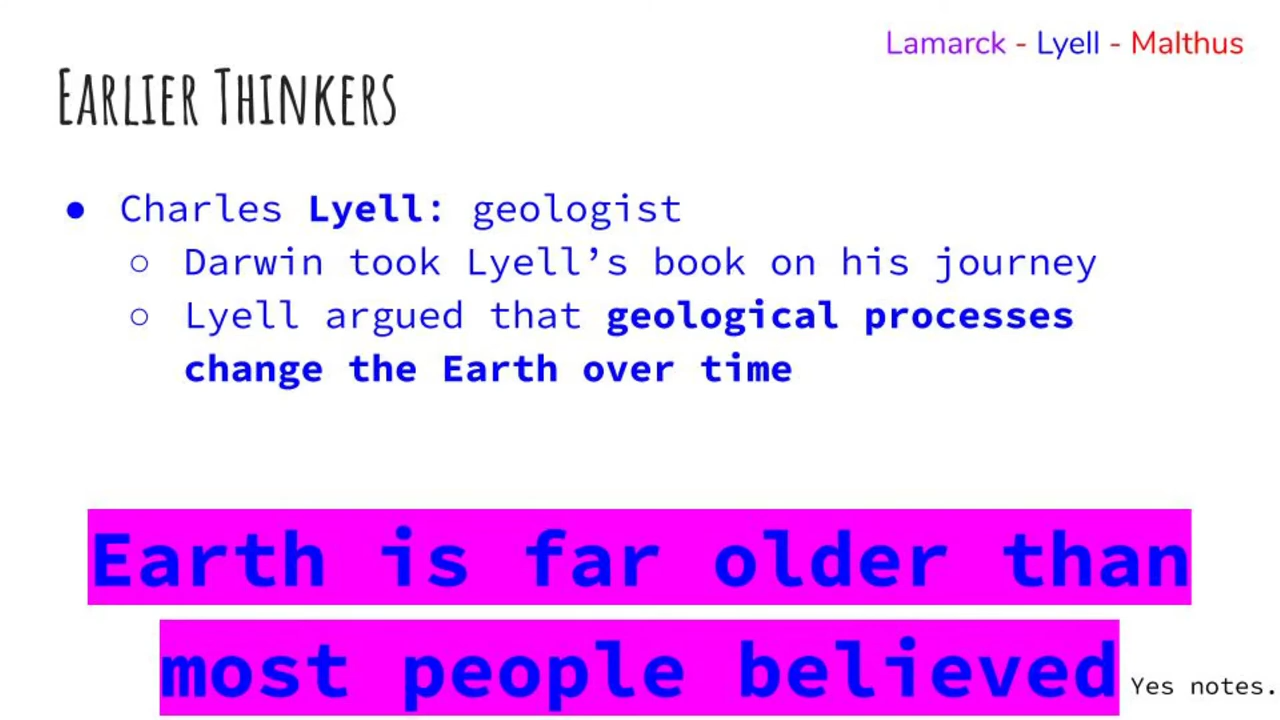 Lamarck - Lyell - Malthus
EARLIER THINKERS
● Charles Lyell: geologist
○ Darwin took Lyell’s book on his journey
○ Lyell argued that geological processes
change the Earth over time
Earth is far older than
most people believed
Yes notes.